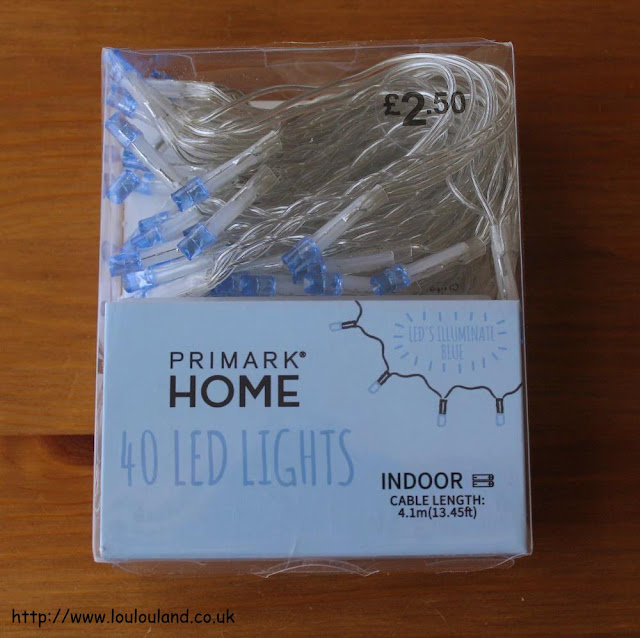 £2.50
LED'S ILLUMINATE
BLUE
PRIMARK®
HOME
40 LED LIGHTS
INDOOR
CABLE LENGTH:
4.1m(13.45ft)
http://www.loulouland.co.uk